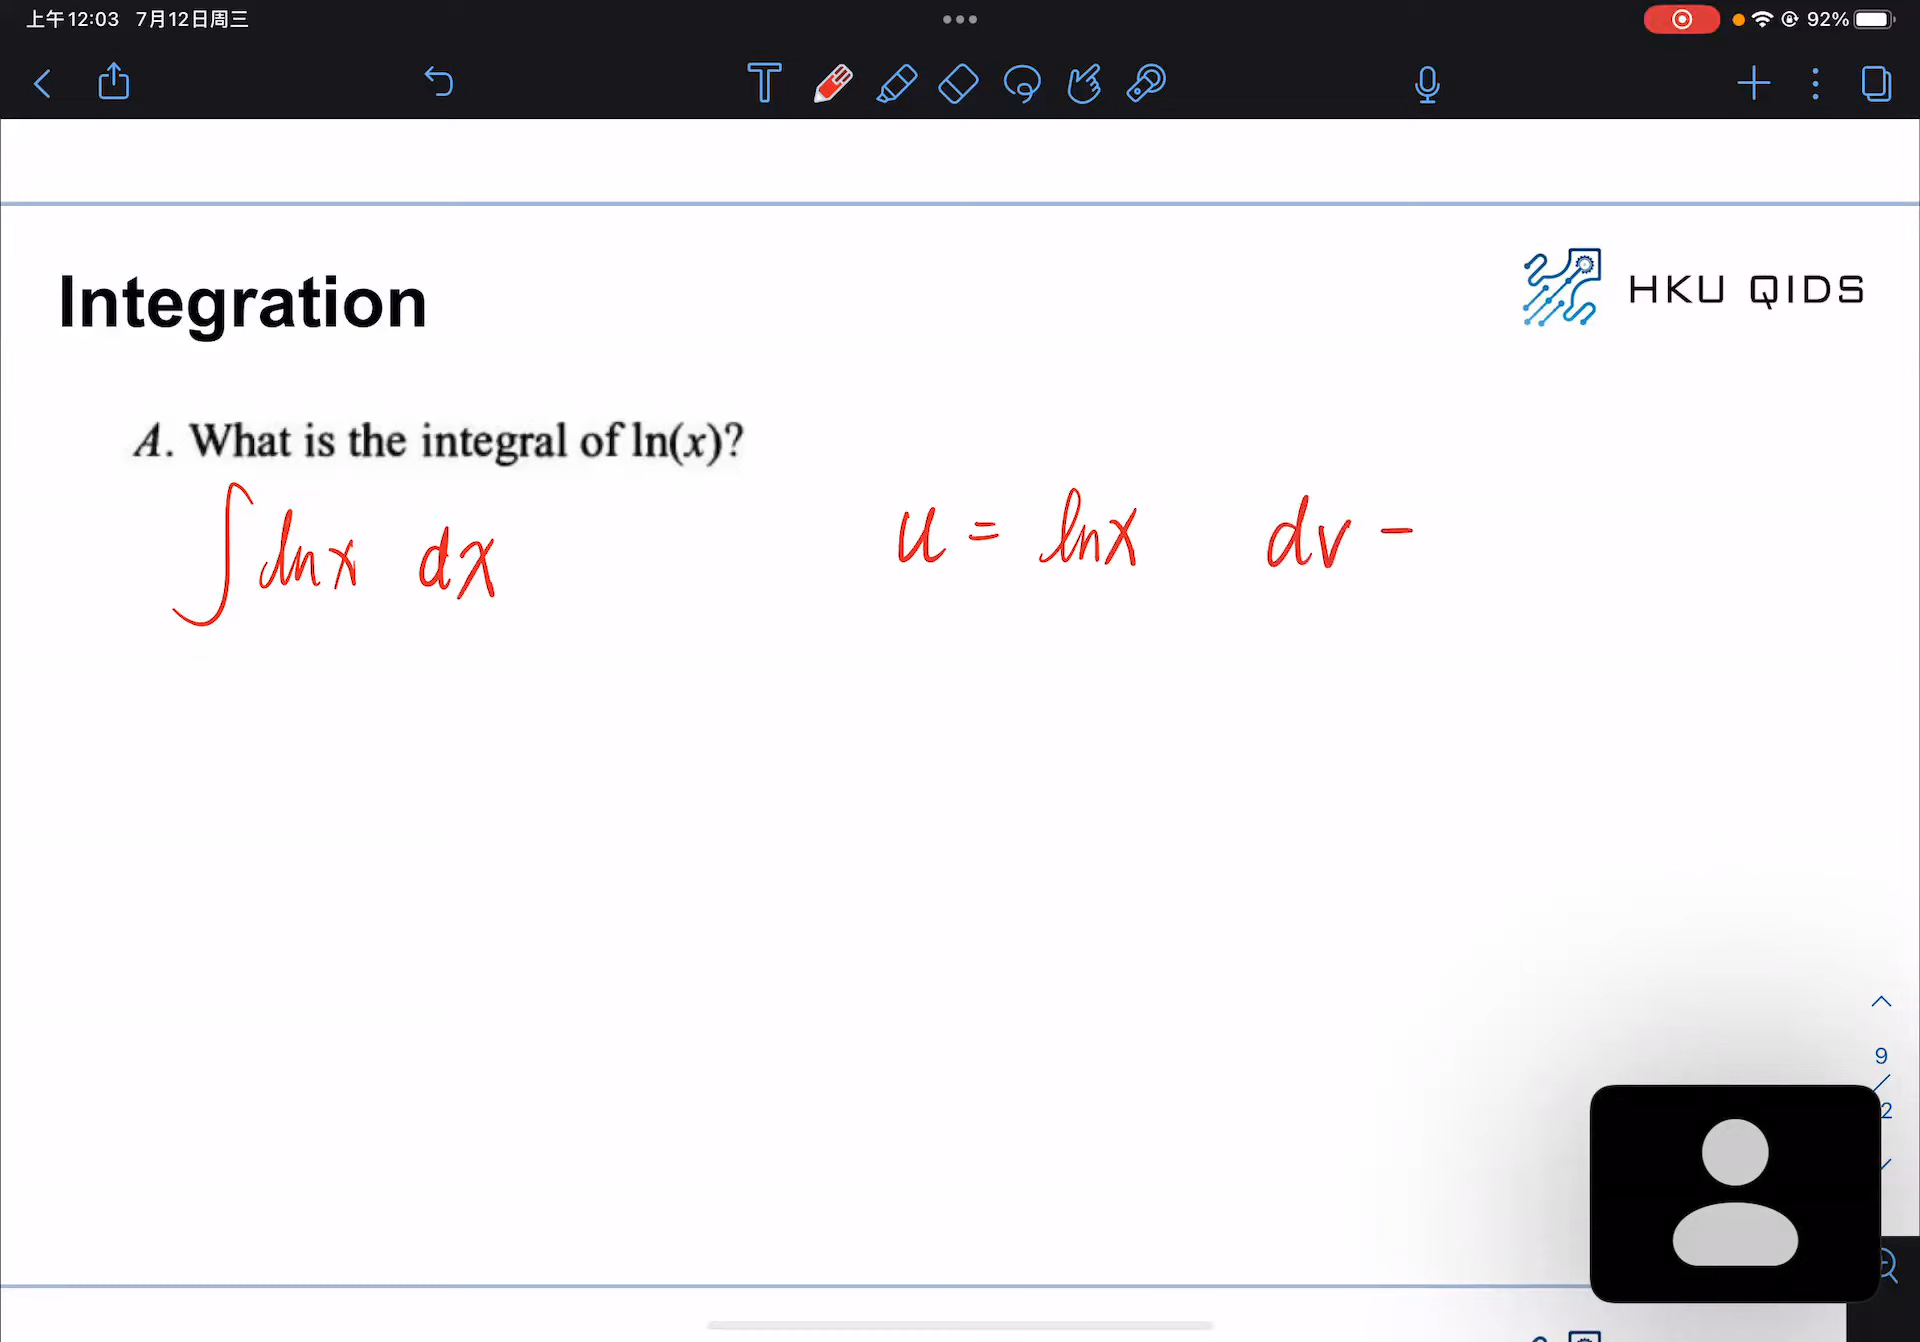 上午12:03 7月12日周三
92%
Integration
HKU QIDS
A. What is the integral of ln(x)?
∫ lnx dx u = lnx dv -
9
2